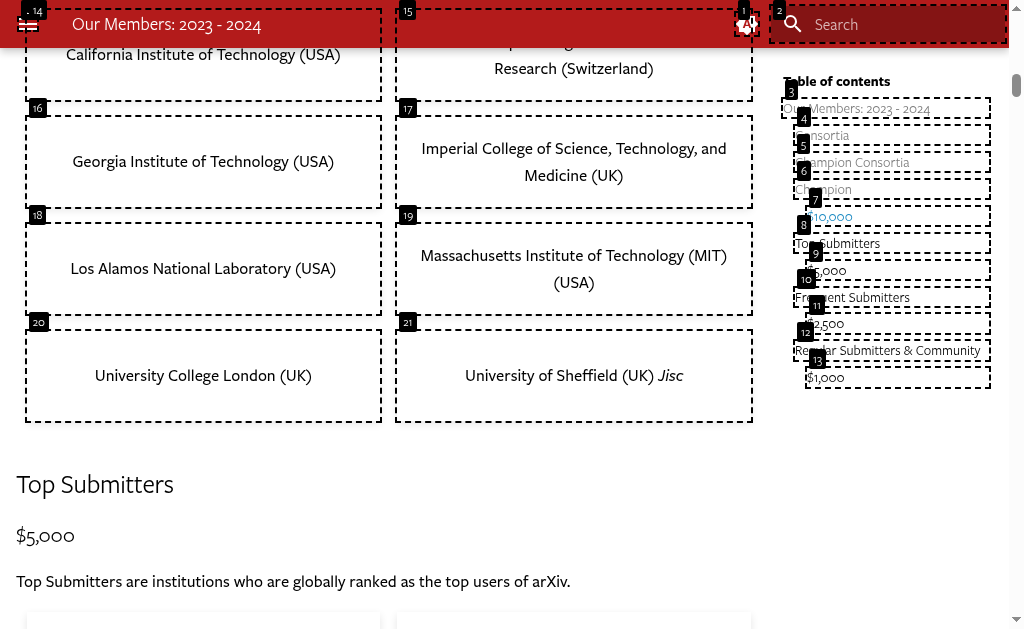 14
15
1
2
Our Members: 2023 - 2024
Search
California Institute of Technology (USA)
Research (Switzerland)
16
17
Georgia Institute of Technology (USA)
Imperial College of Science, Technology, and
Medicine (UK)
18
19
Los Alamos National Laboratory (USA)
Massachusetts Institute of Technology (MIT)
(USA)
20
21
University College London (UK)
University of Sheffield (UK) Jisc
Top Submitters
$5,000
Top Submitters are institutions who are globally ranked as the top users of arXiv.
Table of contents
3
Our Members: 2023 - 2024
4
Consortia
5
Champion Consortia
6
Champion
7
$10,000
8
Top Submitters
9
$5,000
10
Frequent Submitters
11
$2,500
12
Regular Submitters & Community
13
$1,000